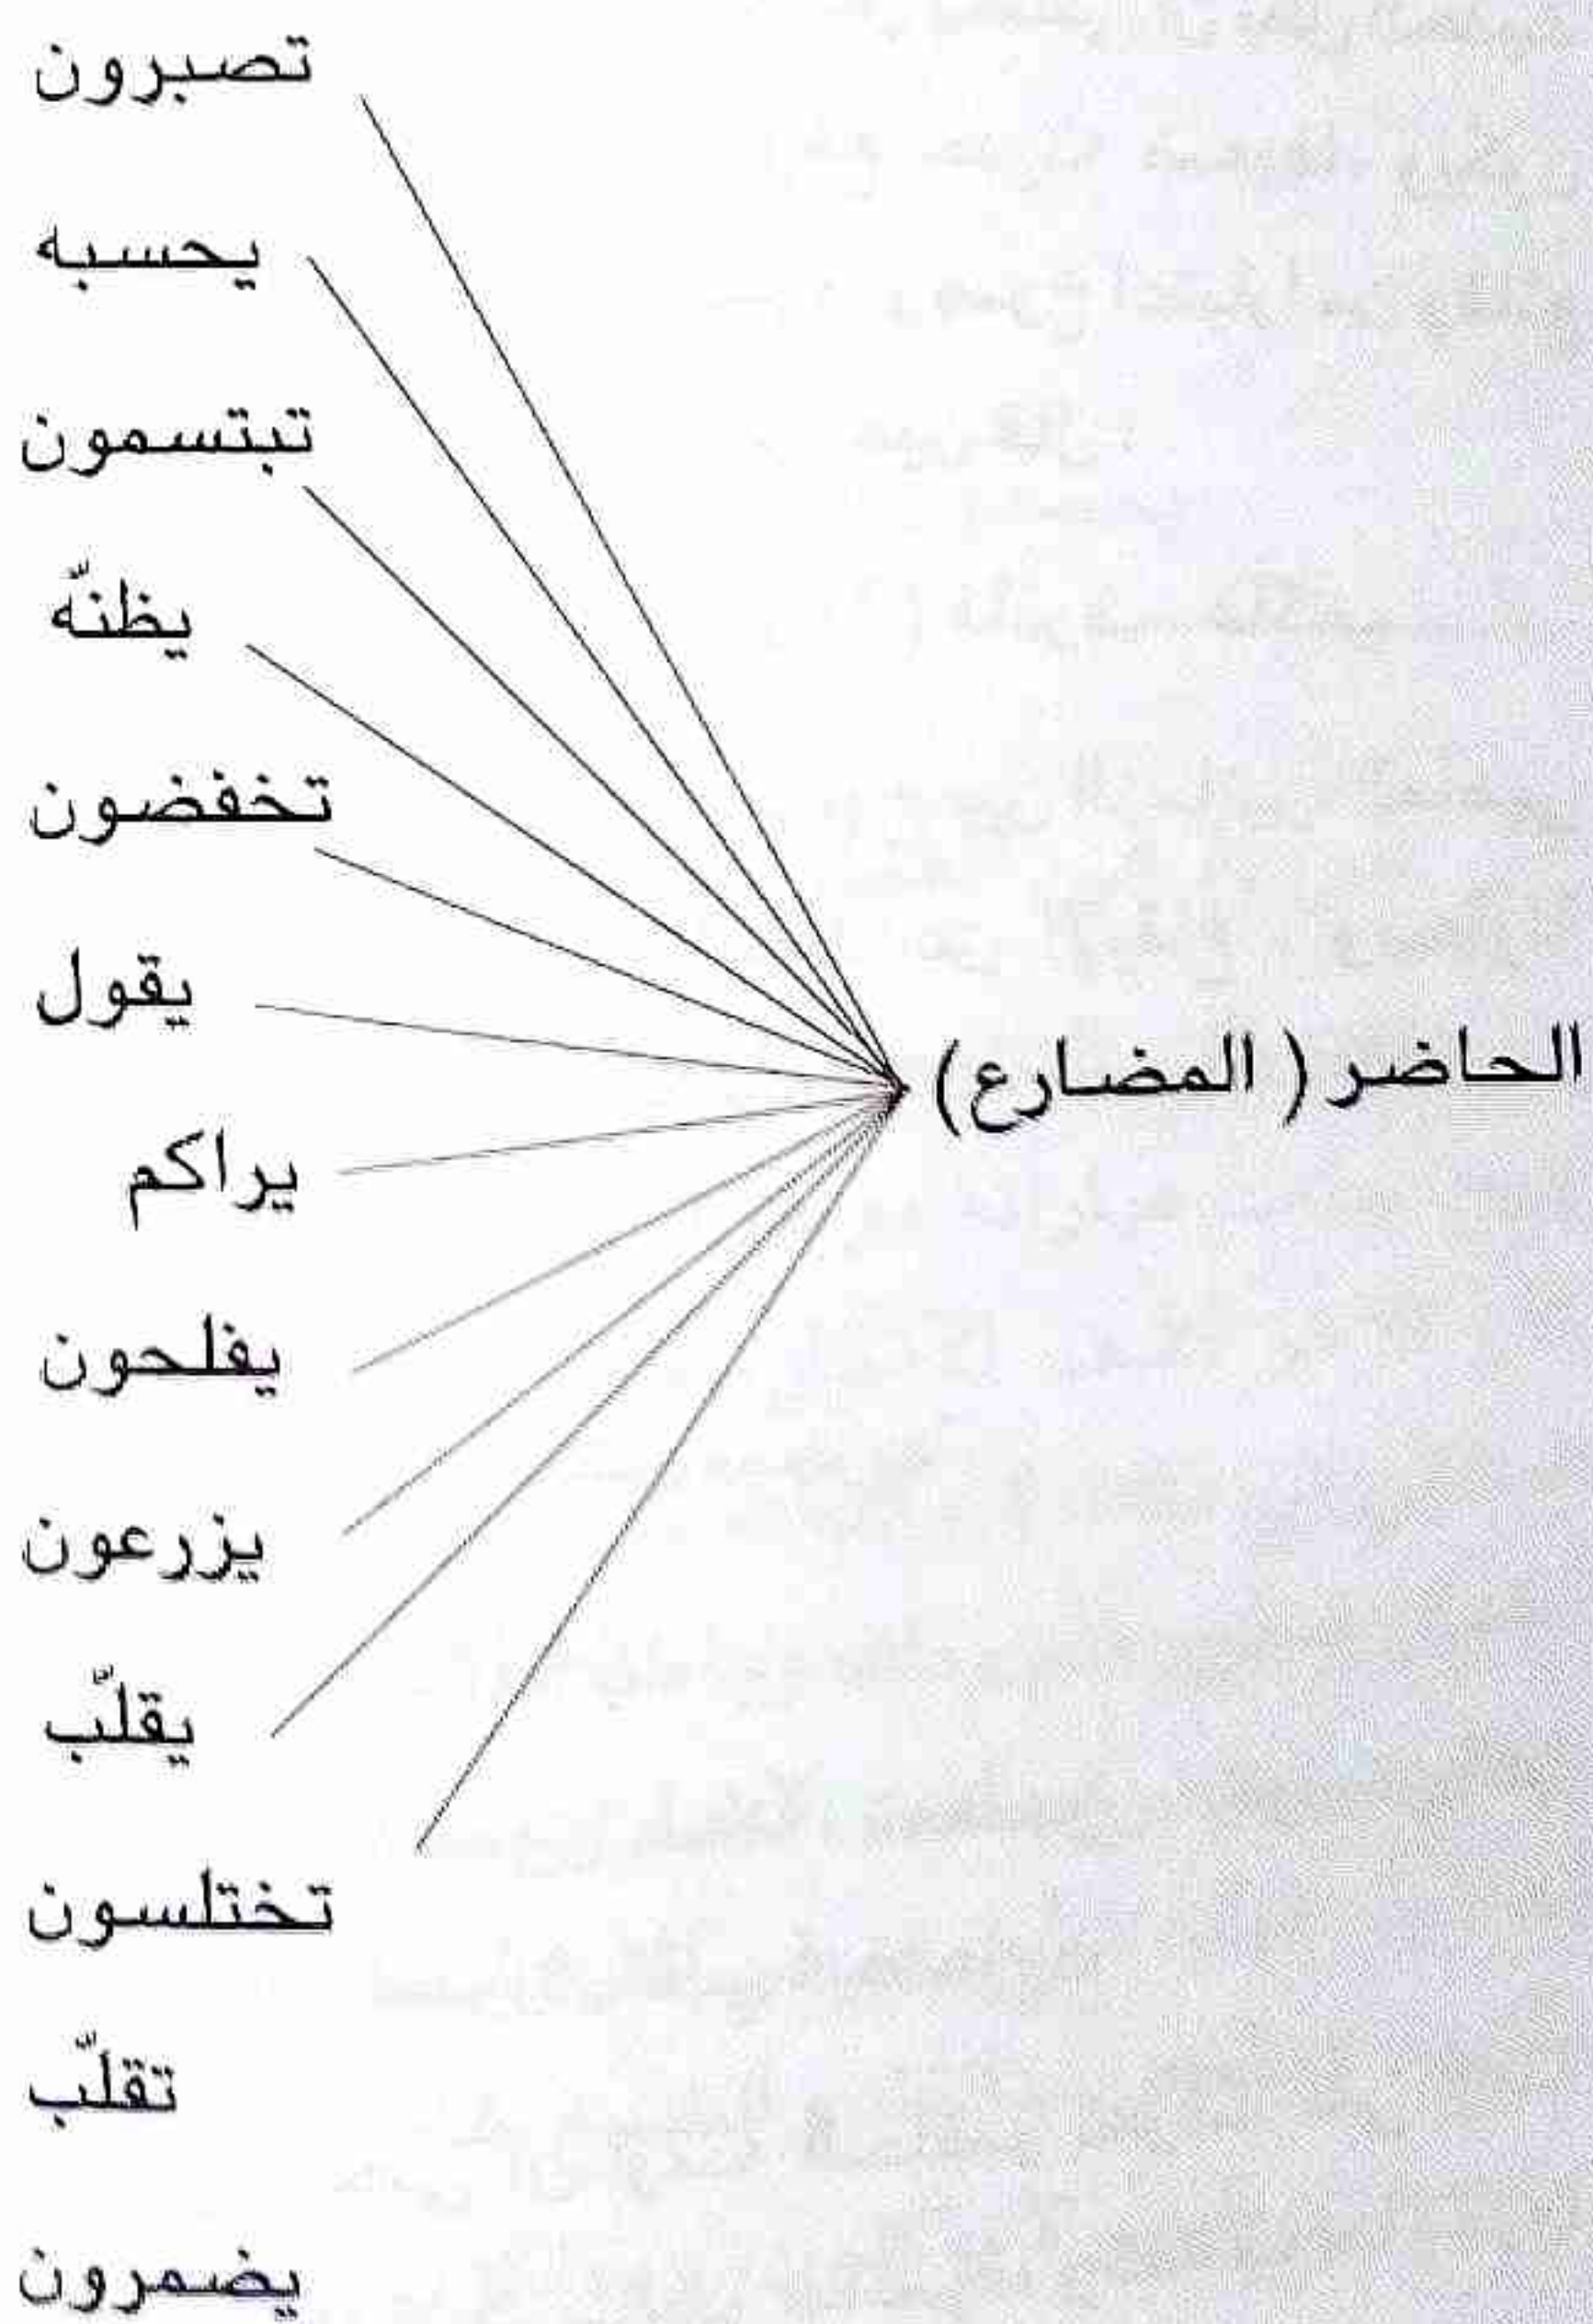 تصبرون
يحسبه
تبتسمون
يظنّه
تخفضون
يقول
الحاضر ( المضارع)
يراكم
يفلحون
يزرعون
يقلّب
تختلسون
تقلّب
يضمرون